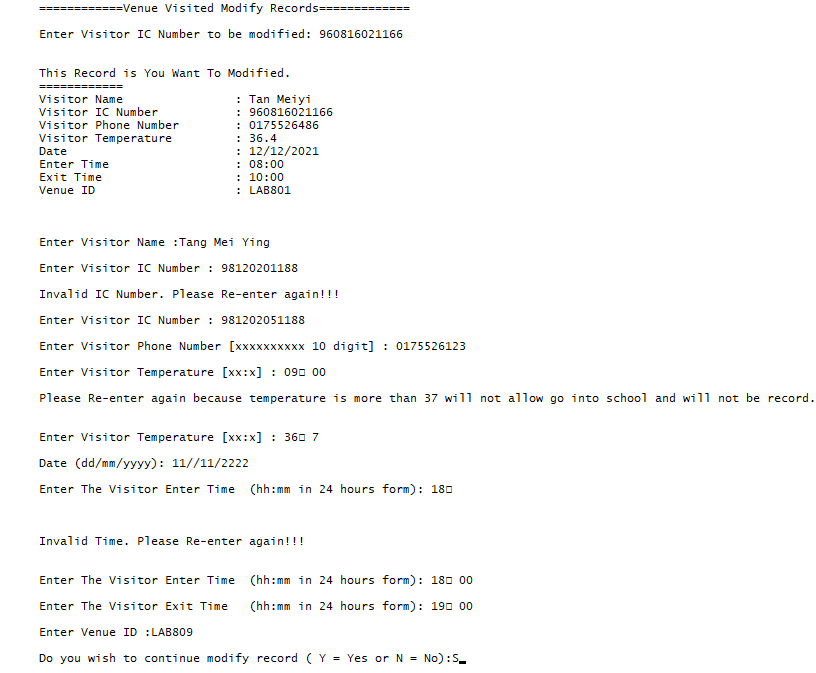 ============Venue Visited Modify Records=============
Enter Visitor IC Number to be modified: 960816021166
This Record is You Want To Modified.
============
Visitor Name : Tan Meiyi
Visitor IC Number : 960816021166
Visitor Phone Number : 0175526486
Visitor Temperature : 36.4
Date : 12/12/2021
Enter Time : 08:00
Exit Time : 10:00
Venue ID : LAB801
Enter Visitor Name :Tang Mei Ying
Enter Visitor IC Number : 98120201188
Invalid IC Number. Please Re-enter again!!!
Enter Visitor IC Number : 981202051188
Enter Visitor Phone Number [xxxxxxxxxx 10 digit] : 0175526123
Enter Visitor Temperature [xx:x] : 09□ 00
Please Re-enter again because temperature is more than 37 will not allow go into school and will not be record.
Enter Visitor Temperature [xx:x] : 36□ 7
Date (dd/mm/yyyy): 11//11/2222
Enter The Visitor Enter Time (hh:mm in 24 hours form): 18□
Invalid Time. Please Re-enter again!!!
Enter The Visitor Enter Time (hh:mm in 24 hours form): 18□ 00
Enter The Visitor Exit Time (hh:mm in 24 hours form): 19□ 00
Enter Venue ID :LAB809
Do you wish to continue modify record ( Y = Yes or N = No):S